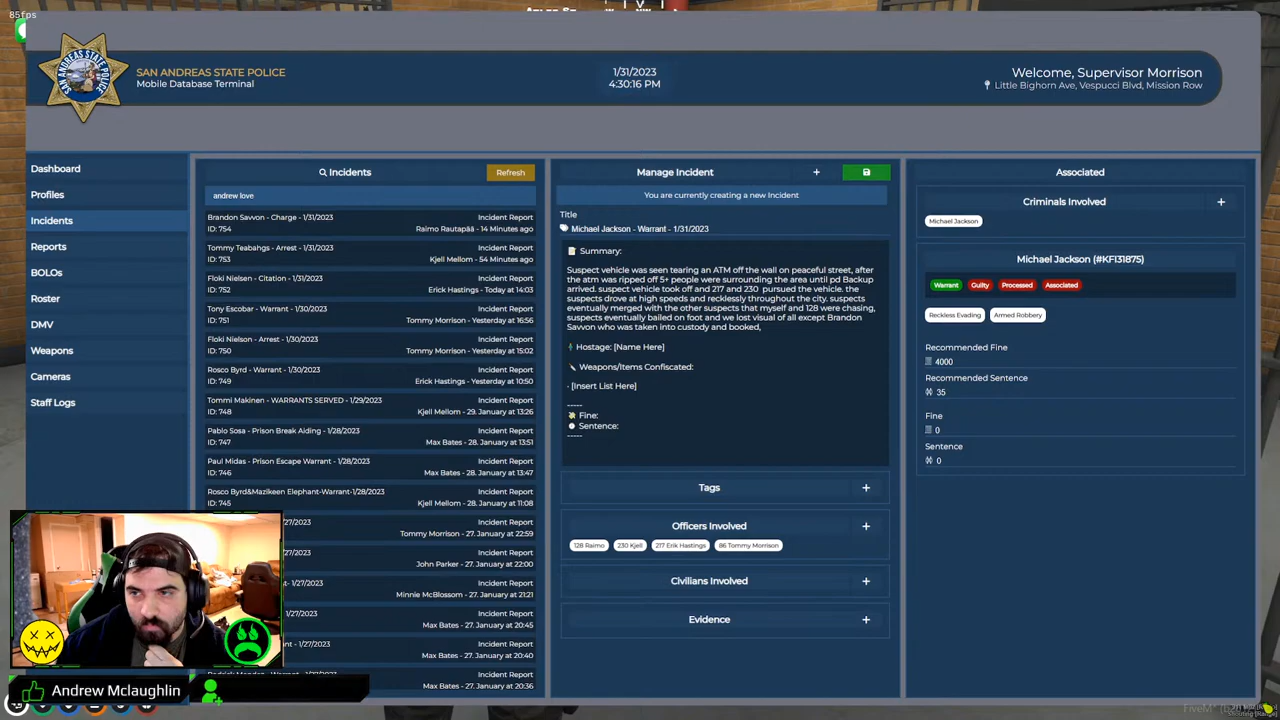 85fps
SAN ANDREAS STATE POLICE
Mobile Database Terminal
1/31/2023
4:30:16 PM
Welcome, Supervisor Morrison
Little Bighorn Ave, Vespucci Blvd, Mission Row
Dashboard
Profiles
Incidents
Reports
BOLOs
Roster
DMV
Weapons
Cameras
Staff Logs
Incidents
Refresh
andrew love
Brandon Savvon - Charge - 1/31/2023 Incident Report
ID: 754 Rairno Rautapää - 14 Minutes ago
Tommy Teabahgs - Arrest - 1/31/2023 Incident Report
ID: 753 Kjell Mellom - 54 Minutes ago
Floki Nielsen - Citation - 1/31/2023 Incident Report
ID: 752 Erick Hastings - Today at 14:03
Tony Escobar - Warrant - 1/30/2023 Incident Report
ID: 751 Tommy Morrison - Yesterday at 16:56
Floki Nielsen - Arrest - 1/30/2023 Incident Report
ID: 750 Tommy Morrison - Yesterday at 15:02
Rosco Byrd - Warrant - 1/30/2023 Incident Report
ID: 749 Erick Hastings - Yesterday at 10:50
Tommi Makinen - WARRANTS SERVED - 1/29/2023 Incident Report
ID: 748 Kjell Mellom - 29. January at 13:26
Pablo Sosa - Prison Break Aiding - 1/28/2023 Incident Report
ID: 747 Max Bates - 28. January at 13:51
Paul Midas - Prison Escape Warrant - 1/28/2023 Incident Report
ID: 746 Max Bates - 28. January at 13:47
Rosco Byrd&Mazikeen Elephant-Warrant-1/28/2023 Incident Report
ID: 745 Kjell Mellom - 28. January at 11:08
/2023 Incident Report
Tommy Morrison - 27. January at 22:59
/2023 Incident Report
John Parker - 27. January at 22:00
st- 1/27/2023 Incident Report
Minnie McBlossom - 27. January at 21:21
1/27/2023 Incident Report
Max Bates - 27. January at 20:45
ant - 1/27/2023 Incident Report
Max Bates - 27. January at 20:40
Incident Report
Max Bates - 27. January at 20:36
Manage Incident
+
You are currently creating a new Incident
Title
Michael Jackson - Warrant - 1/31/2023
Summary:
Suspect vehicle was seen tearing an ATM off the wall on peaceful street, after
the atm was ripped off 5+ people were surrounding the area until pd Backup
arrived. suspect vehicle took off and 217 and 230 pursued the vehicle. the
suspects drove at high speeds and recklessly throughout the city. suspects
eventually merged with the other suspects that myself and 128 were chasing,
suspects eventually bailed on foot and we lost visual of all except Brandon
Savvon who was taken into custody and booked,
Hostage: [Name Here]
Weapons/Items Confiscated:
· [Insert List Here]
-----
Fine:
Sentence:
-----
Tags +
Officers Involved +
128 Raimo 230 Kjell 217 Erik Hastings 86 Tommy Morrison
Civilians Involved +
Evidence +
Associated
Criminals Involved +
Michael Jackson
Michael Jackson (#KFI31875)
Warrant Guilty Processed Associated
Reckless Evading Armed Robbery
Recommended Fine
4000
Recommended Sentence
35
Fine
0
Sentence
0
Andrew Mclaughlin